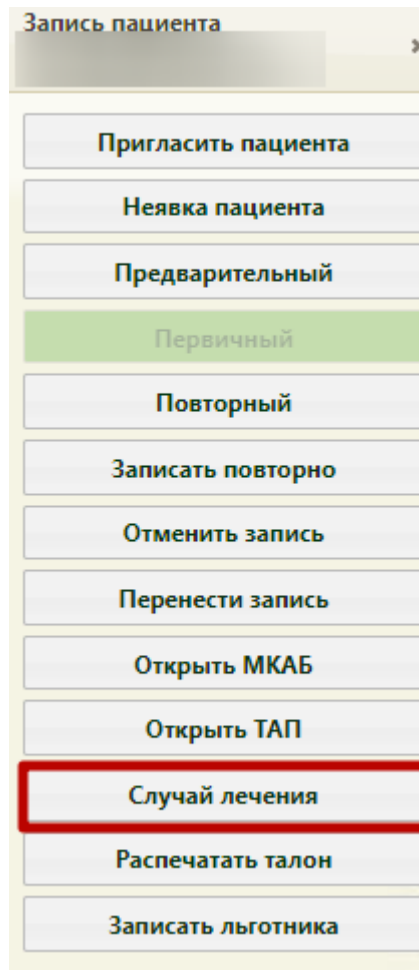 Запись пациента
Пригласить пациента
Неявка пациента
Предварительный
Первичный
Повторный
Записать повторно
Отменить запись
Перенести запись
Открыть МКАБ
Открыть ТАП
Случай лечения
Распечатать талон
Записать льготника